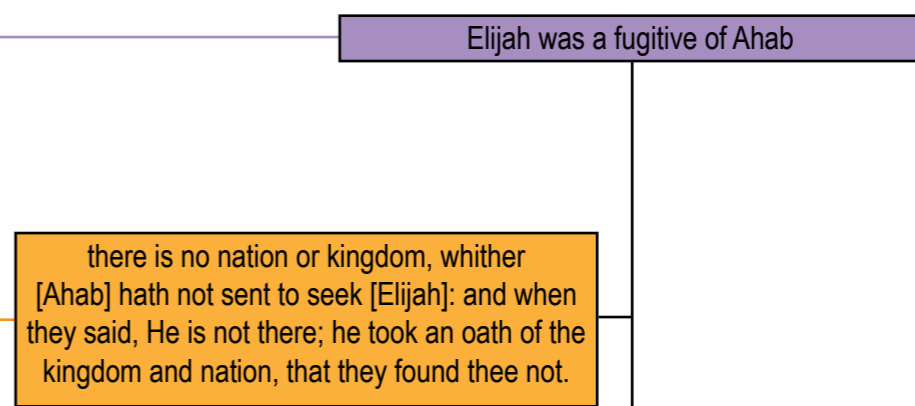 Elijah was a fugitive of Ahab
there is no nation or kingdom, whither
[Ahab] hath not sent to seek [Elijah]: and when
they said, He is not there; he took an oath of the
kingdom and nation, that they found thee not.